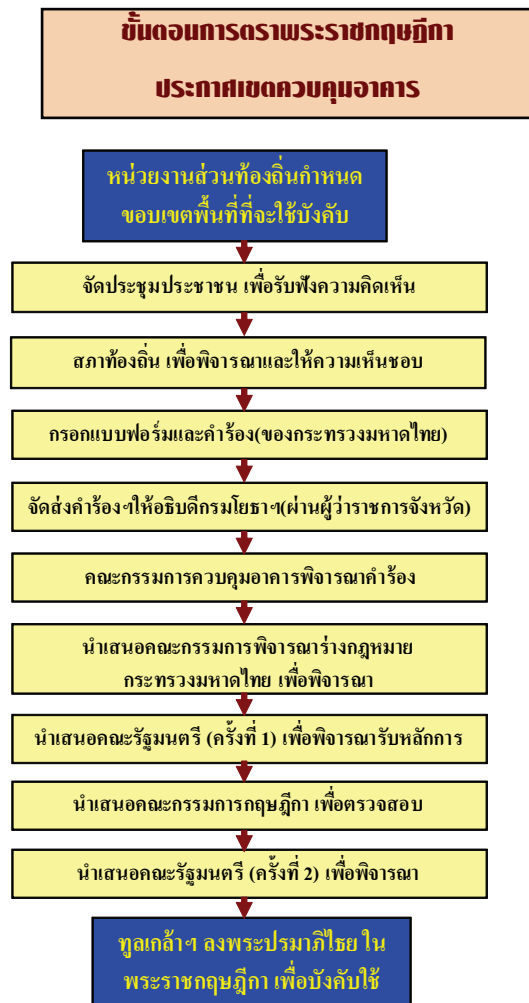 ขั้นตอนการตราพระราชกฤษฎีกา
ประกาศเขตควบคุมอาคาร
หน่วยงานส่วนท้องถิ่นกำหนด
ขอบเขตพื้นที่ที่จะใช้บังคับ
จัดประชุมประชาชน เพื่อรับฟังความคิดเห็น
สภาท้องถิ่น เพื่อพิจารณาและให้ความเห็นชอบ
กรอกแบบฟอร์มและคำร้อง(ของกระทรวงมหาดไทย)
จัดส่งคำร้องฯให้อธิบดีกรมโยธาฯ(ผ่านผู้ว่าราชการจังหวัด)
คณะกรรมการควบคุมอาคารพิจารณาคำร้อง
นำเสนอคณะกรรมการพิจารณาร่างกฎหมาย
กระทรวงมหาดไทย เพื่อพิจารณา
นำเสนอคณะรัฐมนตรี (ครั้งที่ 1) เพื่อพิจารณารับหลักการ
นำเสนอคณะกรรมการกฤษฎีกา เพื่อตรวจสอบ
นำเสนอคณะรัฐมนตรี (ครั้งที่ 2) เพื่อพิจารณา
ทูลเกล้าฯ ลงพระปรมาภิไธย ใน
พระราชกฤษฎีกา เพื่อบังคับใช้